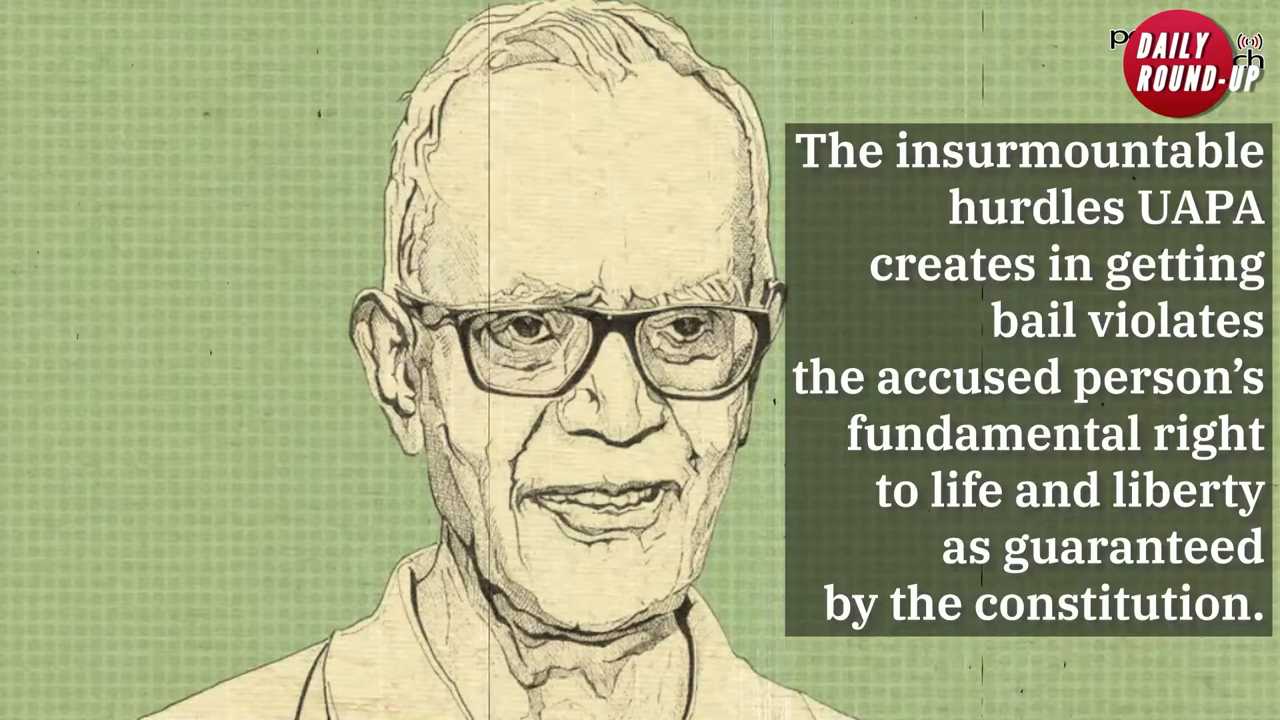 DAILY
ROUND-UP
The insurmountable
hurdles UAPA
creates in getting
bail violates
the accused person’s
fundamental right
to life and liberty
as guaranteed
by the constitution.